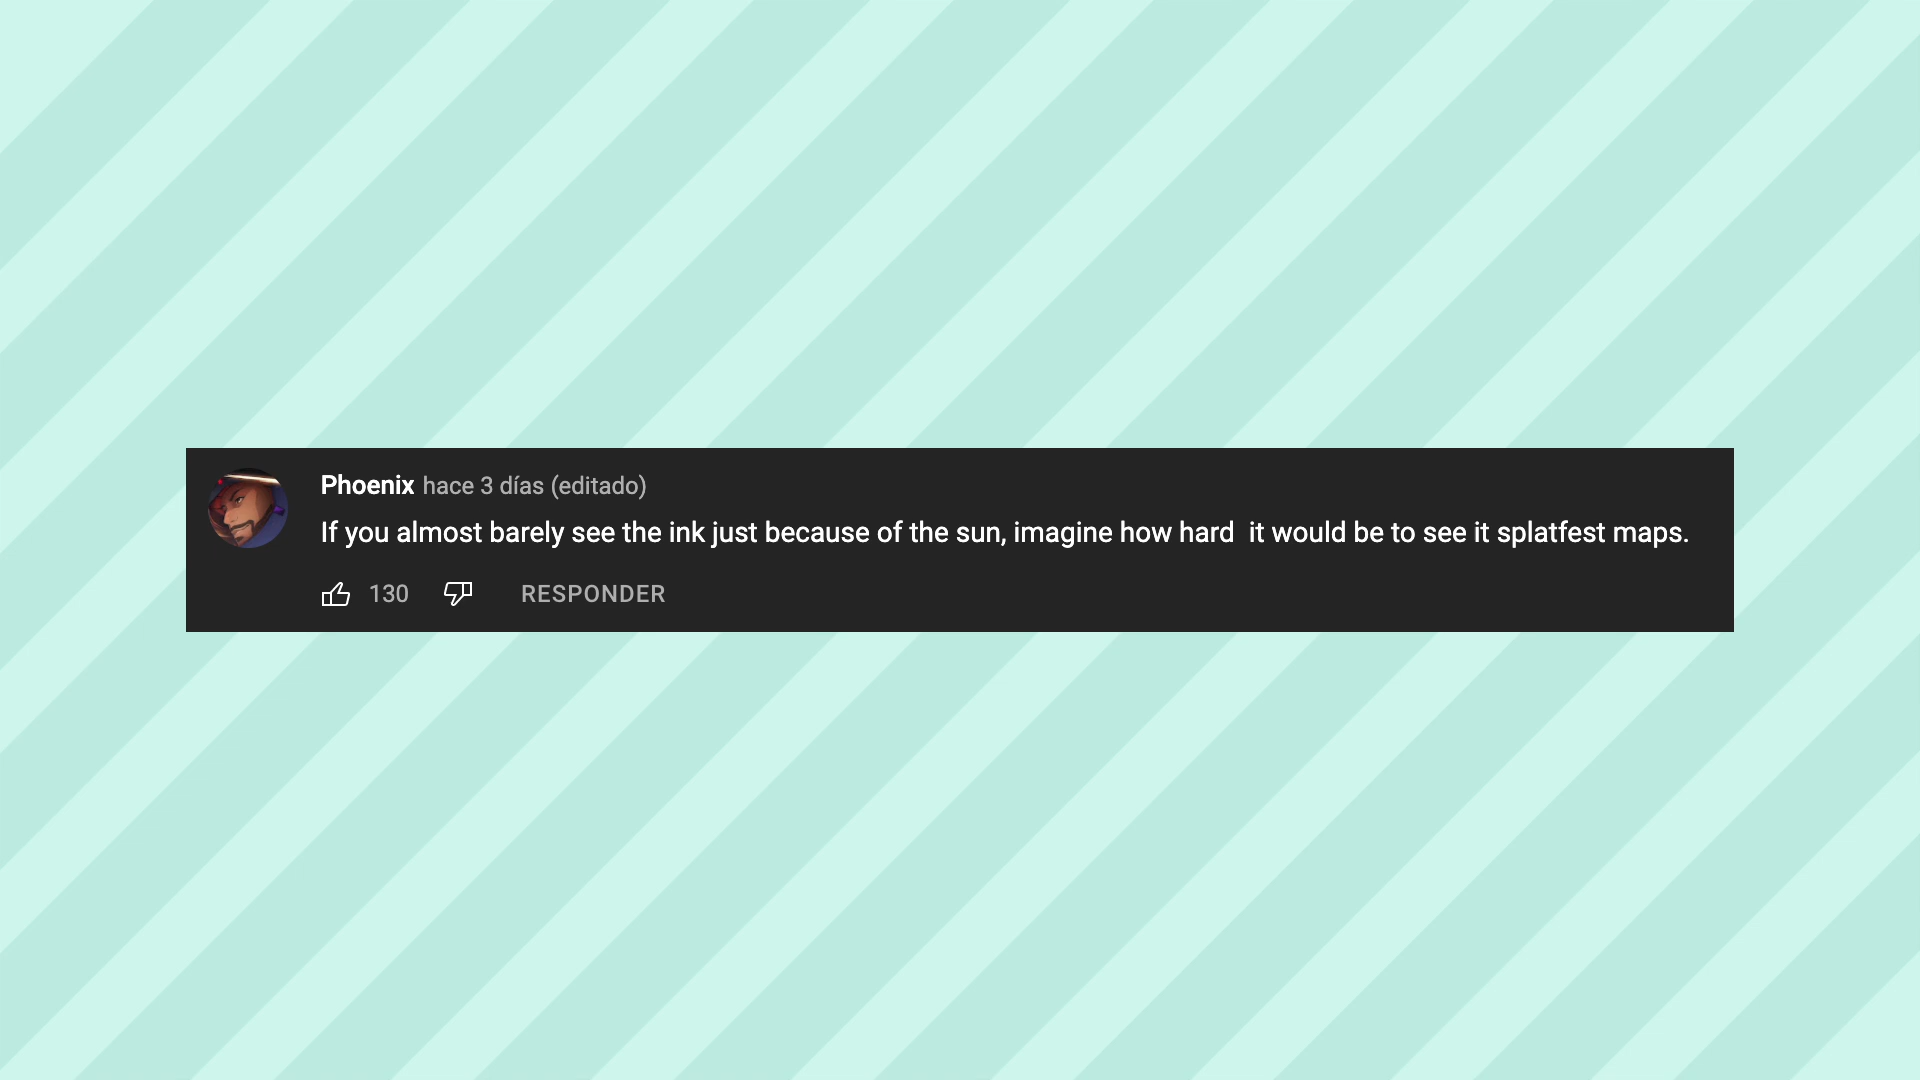 Phoenix hace 3 días (editado)
If you almost barely see the ink just because of the sun, imagine how hard  it would be to see it splatfest maps.
130 RESPONDER